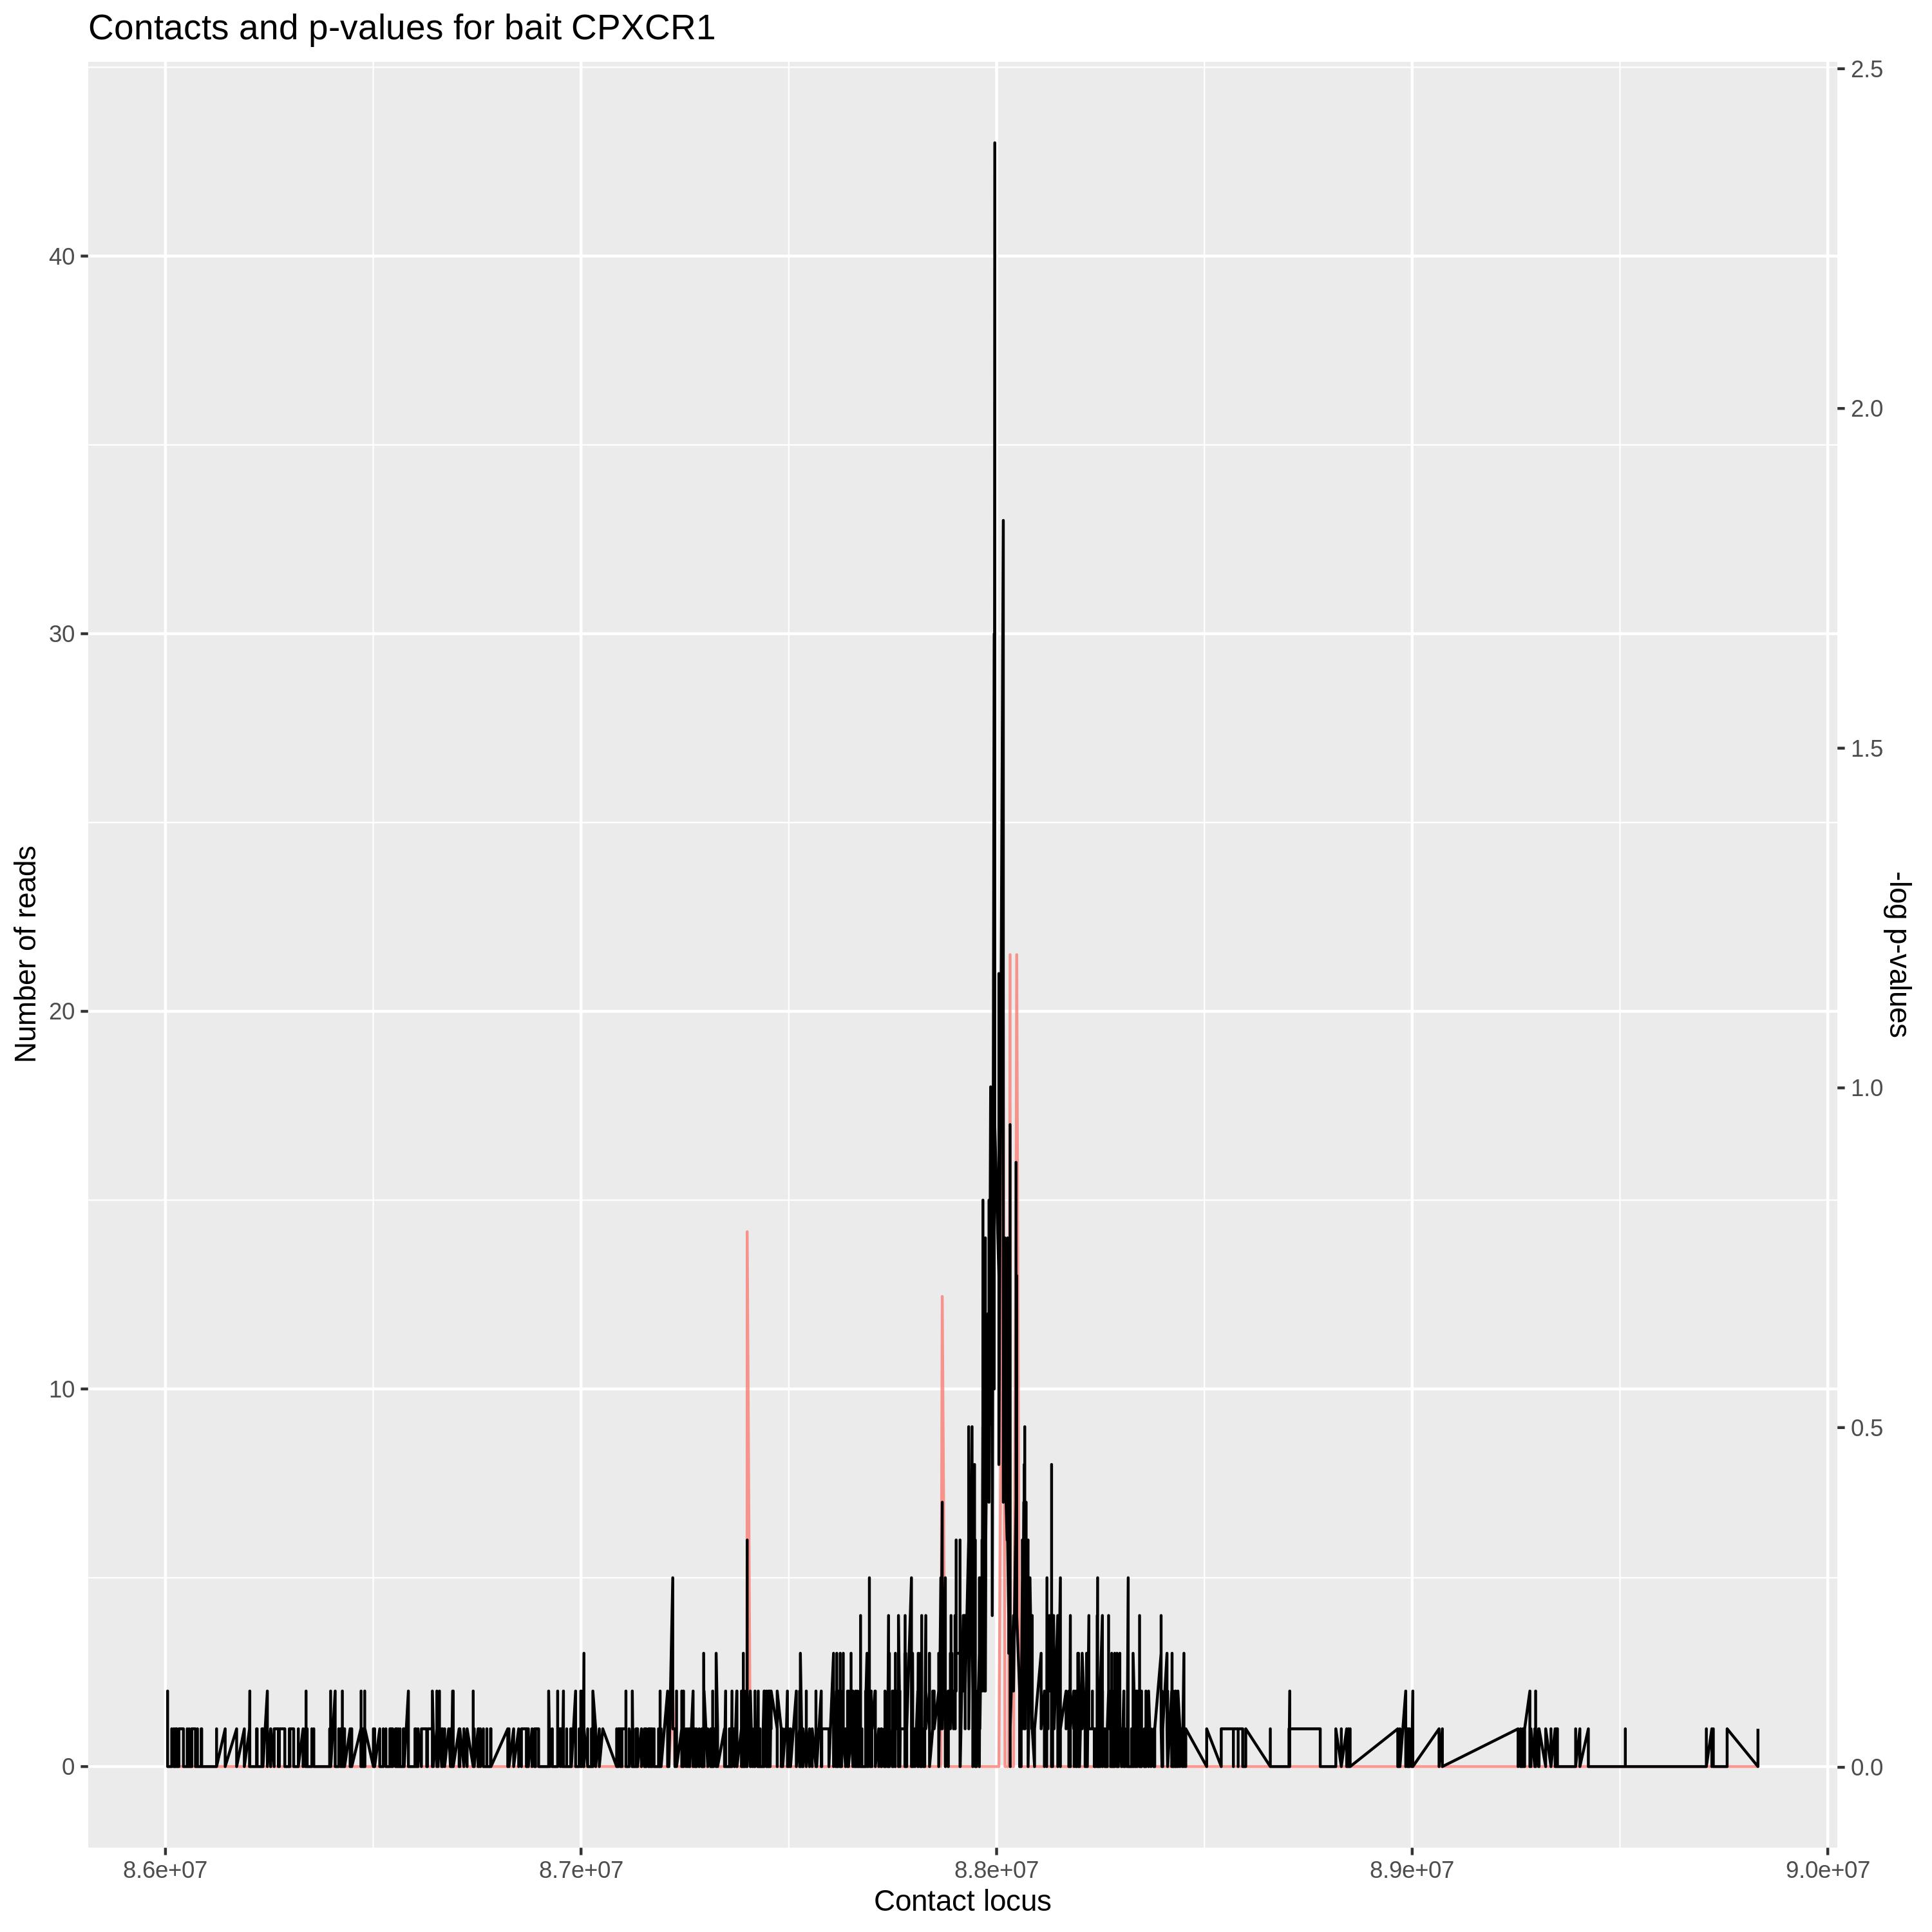 Contacts and p-values for bait CPXCR1
2.5
2.0
1.5
1.0
0.5
0.0
-log p-values
40
30
20
10
0
Number of reads
8.6e+07
8.7e+07
8.8e+07
8.9e+07
9.0e+07
Contact locus